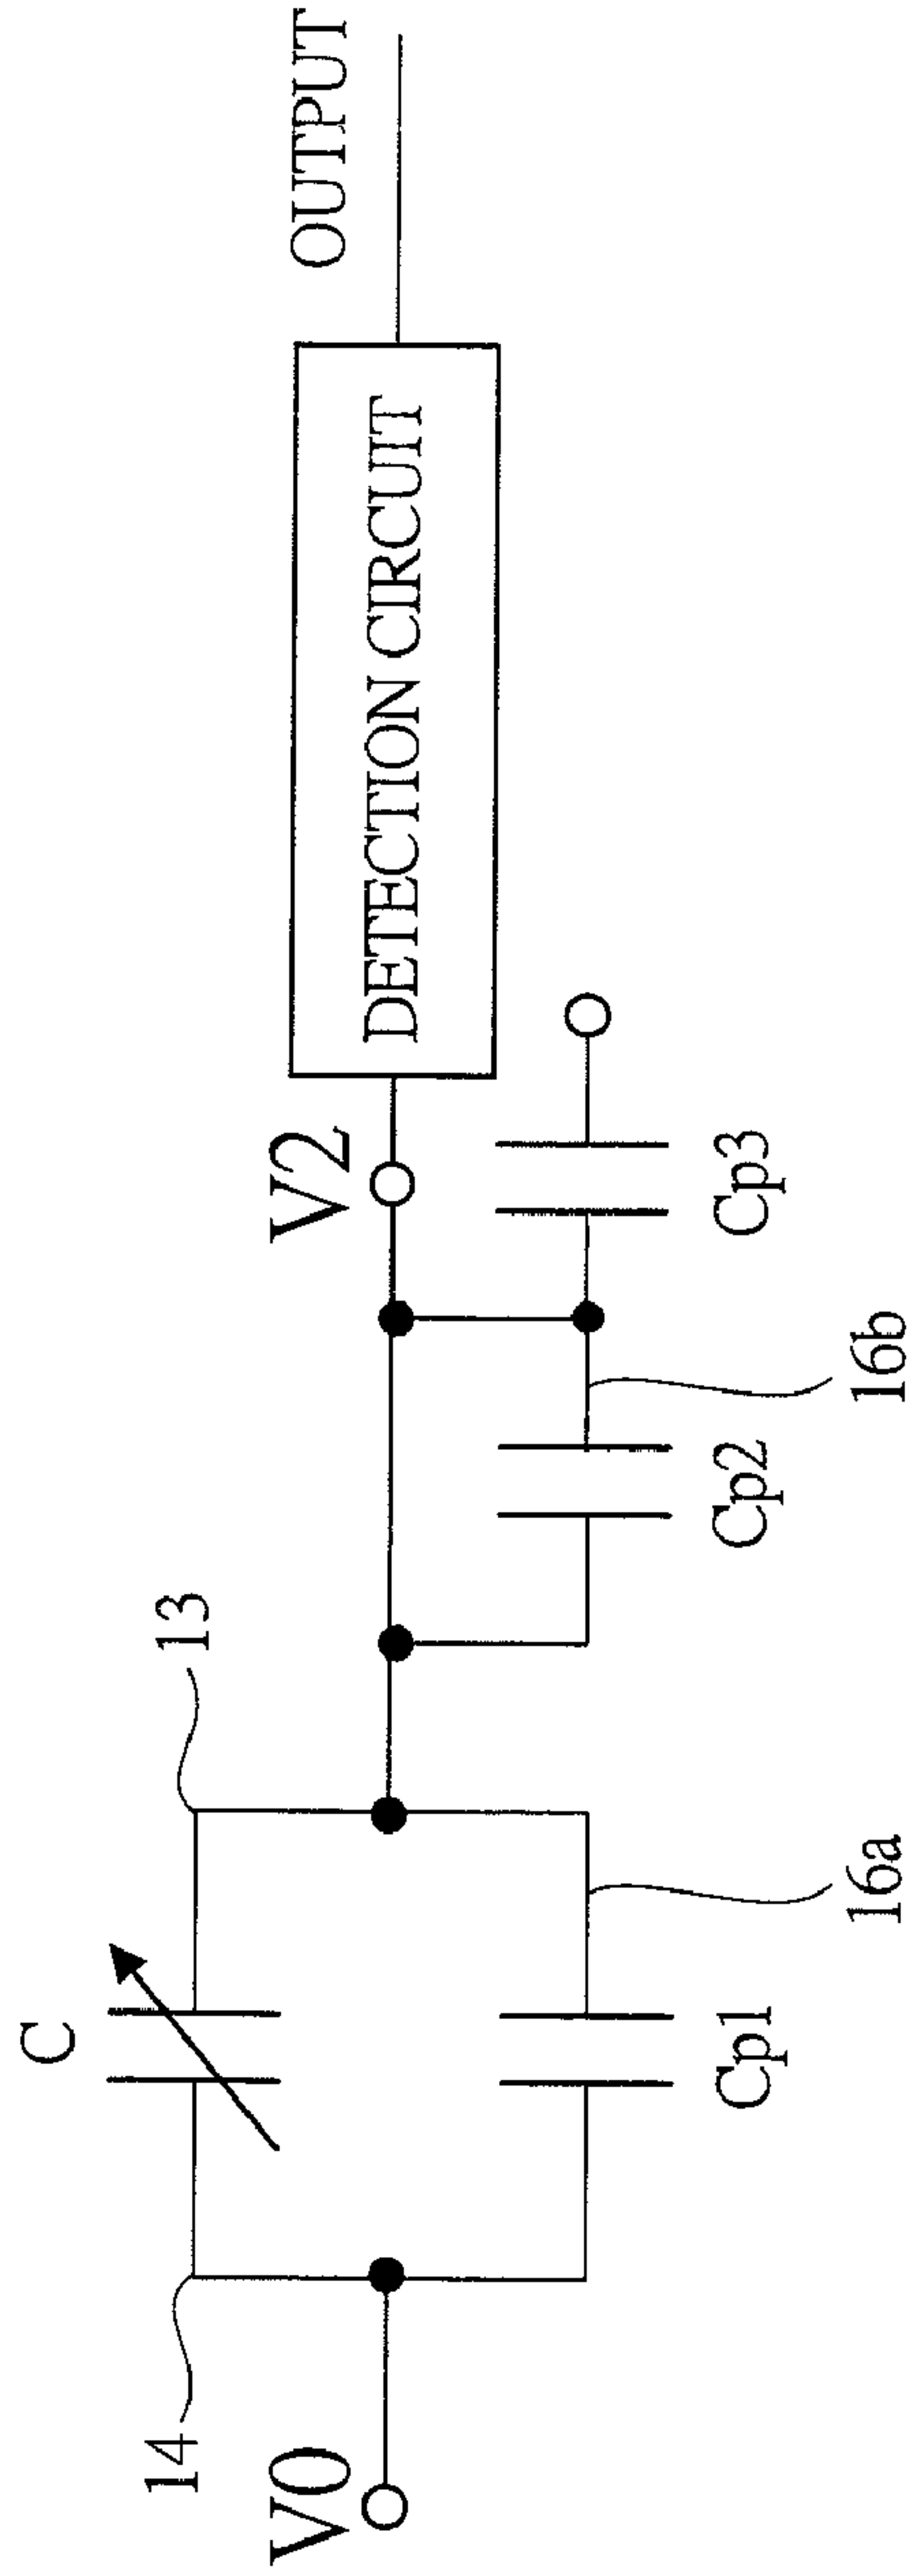 C
14
13
V0
V2
OUTPUT
DETECTION CIRCUIT
Cp1
Cp2
Cp3
16a
16b